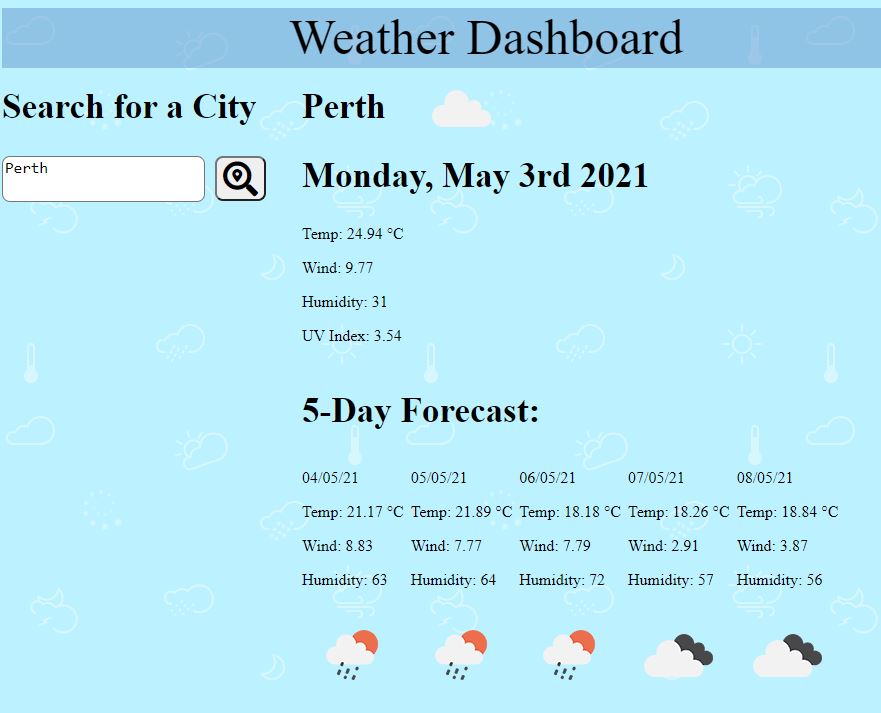 Weather Dashboard
Search for a City
Perth
Perth
Monday, May 3rd 2021
Temp: 24.94 °C
Wind: 9.77
Humidity: 31
UV Index: 3.54
5-Day Forecast:
04/05/21 05/05/21 06/05/21 07/05/21 08/05/21
Temp: 21.17 °C Temp: 21.89 °C Temp: 18.18 °C Temp: 18.26 °C Temp: 18.84 °C
Wind: 8.83 Wind: 7.77 Wind: 7.79 Wind: 2.91 Wind: 3.87
Humidity: 63 Humidity: 64 Humidity: 72 Humidity: 57 Humidity: 56